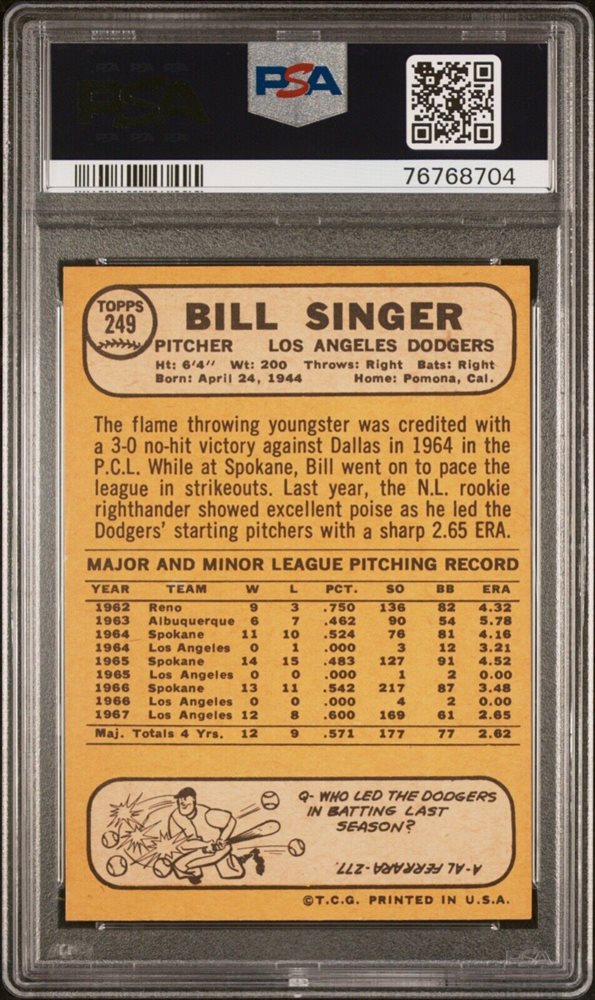 PSA
76768704
TOPPS
249
BILL SINGER
PITCHER LOS ANGELES DODGERS
Ht: 6'4" Wt: 200 Throws: Right Bats: Right
Born: April 24, 1944 Home: Pomona, Cal.
The flame throwing youngster was credited with
a 3-0 no-hit victory against Dallas in 1964 in the
P.C.L. While at Spokane, Bill went on to pace the
league in strikeouts. Last year, the N.L. rookie
righthander showed excellent poise as he led the
Dodgers' starting pitchers with a sharp 2.65 ERA.
MAJOR AND MINOR LEAGUE PITCHING RECORD
YEAR TEAM W L PCT. SO BB ERA
1962 Reno 9 3 .750 136 82 4.32
1963 Albuquerque 6 7 .462 90 54 5.78
1964 Spokane 11 10 .524 76 81 4.16
1964 Los Angeles 0 1 .000 3 12 3.21
1965 Spokane 14 15 .483 127 91 4.52
1965 Los Angeles 0 0 .000 1 2 0.00
1966 Spokane 13 11 .542 217 87 3.48
1966 Los Angeles 0 0 .000 4 2 0.00
1967 Los Angeles 12 8 .600 169 61 2.65
Maj. Totals 4 Yrs. 12 9 .571 177 77 2.62
Q- WHO LED THE DODGERS
IN BATTING LAST
SEASON?
A- AL FERRARA-.277.
©T.C.G. PRINTED IN U.S.A.
PSA